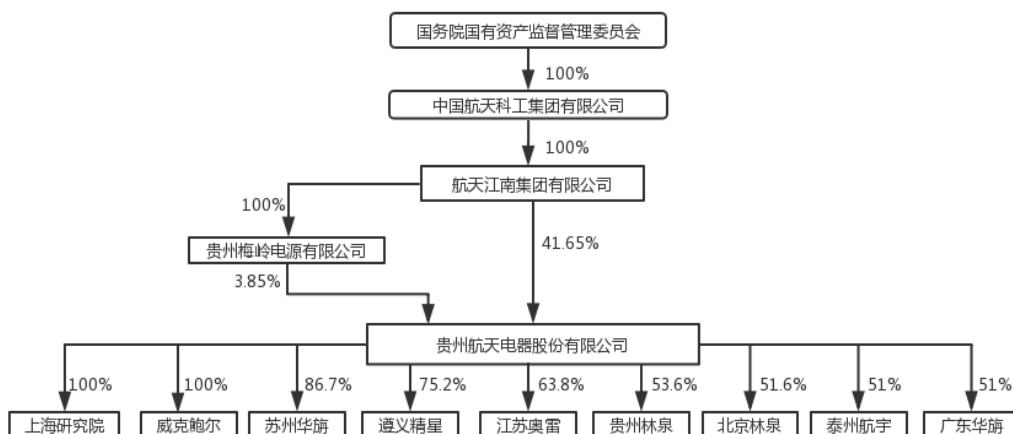 国务院国有资产监督管理委员会
100%
中国航天科工集团有限公司
100%
航天江南集团有限公司
100%
41.65%
贵州梅岭电源有限公司
3.85%
贵州航天电器股份有限公司
100%
100%
86.7%
75.2%
63.8%
53.6%
51.6%
51%
51%
上海研究院
威克鲍尔
苏州华旃
遵义精星
江苏奥雷
贵州林泉
北京林泉
泰州航宇
广东华旃